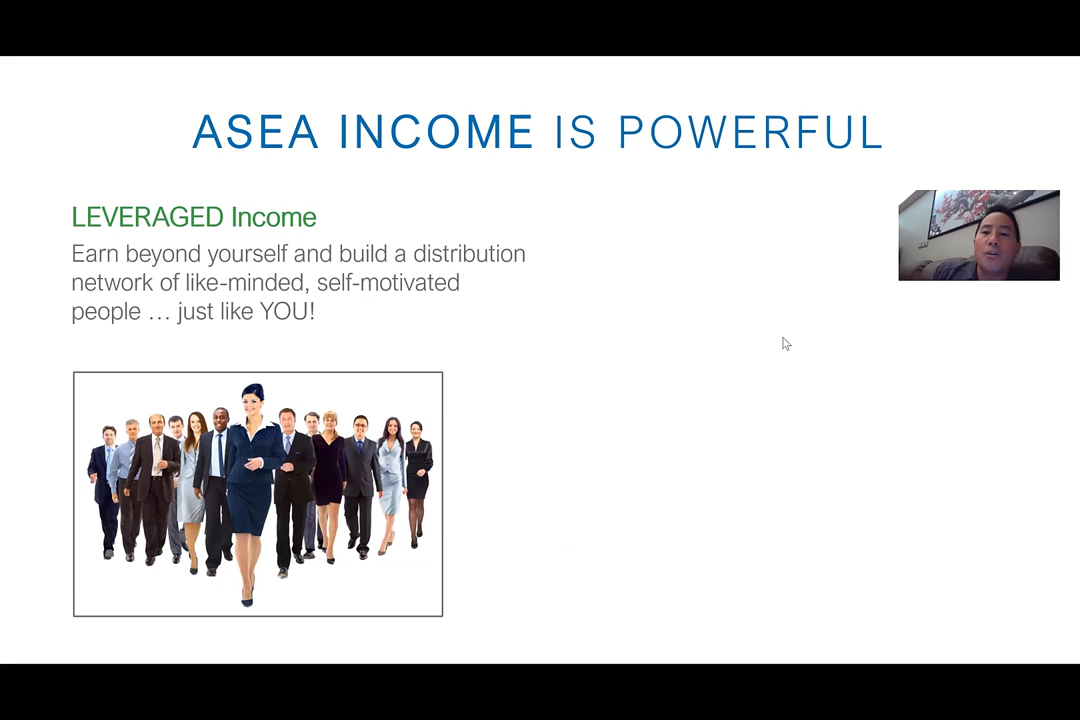 ASEA INCOME IS POWERFUL
LEVERAGED Income
Earn beyond yourself and build a distribution
network of like-minded, self-motivated
people … just like YOU!